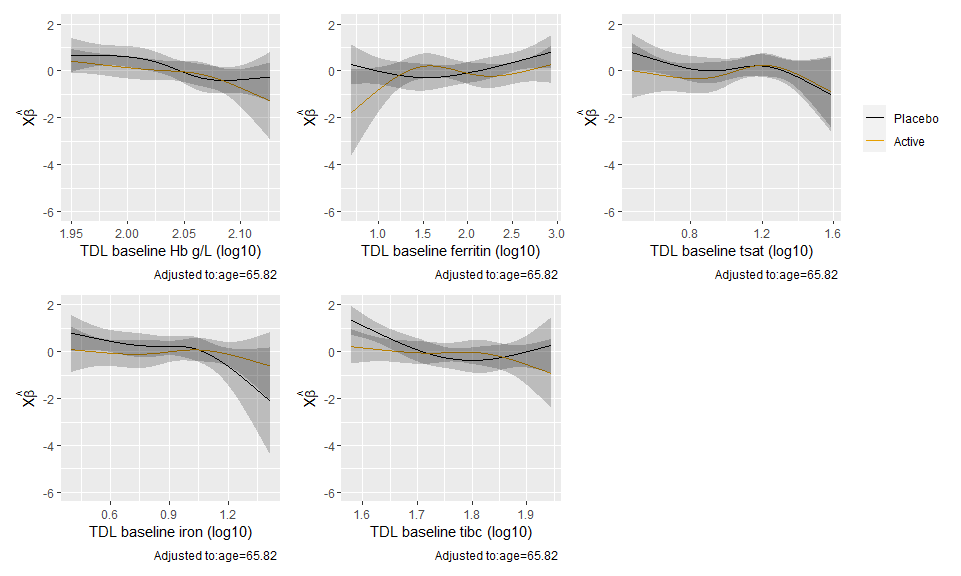 2
0
-2
-4
-6
Xβ̂
1.95 2.00 2.05 2.10
TDL baseline Hb g/L (log10)
Adjusted to:age=65.82
2
0
-2
-4
-6
Xβ̂
1.0 1.5 2.0 2.5 3.0
TDL baseline ferritin (log10)
Adjusted to:age=65.82
2
0
-2
-4
-6
Xβ̂
0.8 1.2 1.6
TDL baseline tsat (log10)
Adjusted to:age=65.82
Placebo
Active
2
0
-2
-4
-6
Xβ̂
0.6 0.9 1.2
TDL baseline iron (log10)
Adjusted to:age=65.82
2
0
-2
-4
-6
Xβ̂
1.6 1.7 1.8 1.9
TDL baseline tibc (log10)
Adjusted to:age=65.82